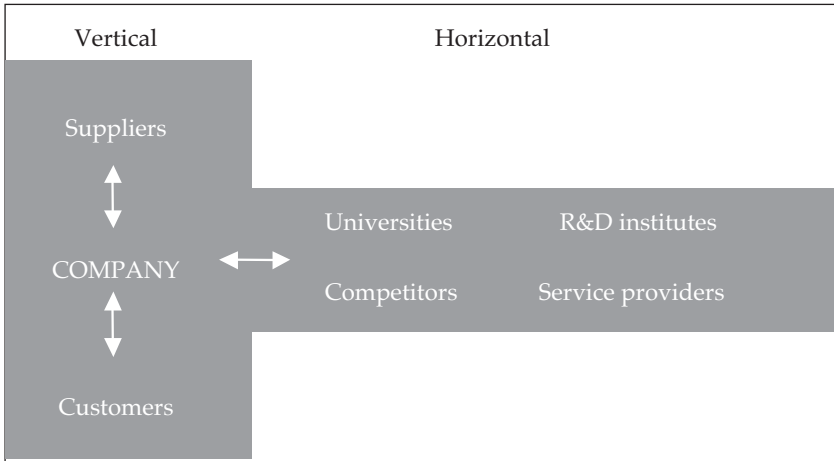 Vertical Horizontal
Suppliers
Universities R&D institutes
COMPANY
Competitors Service providers
Customers